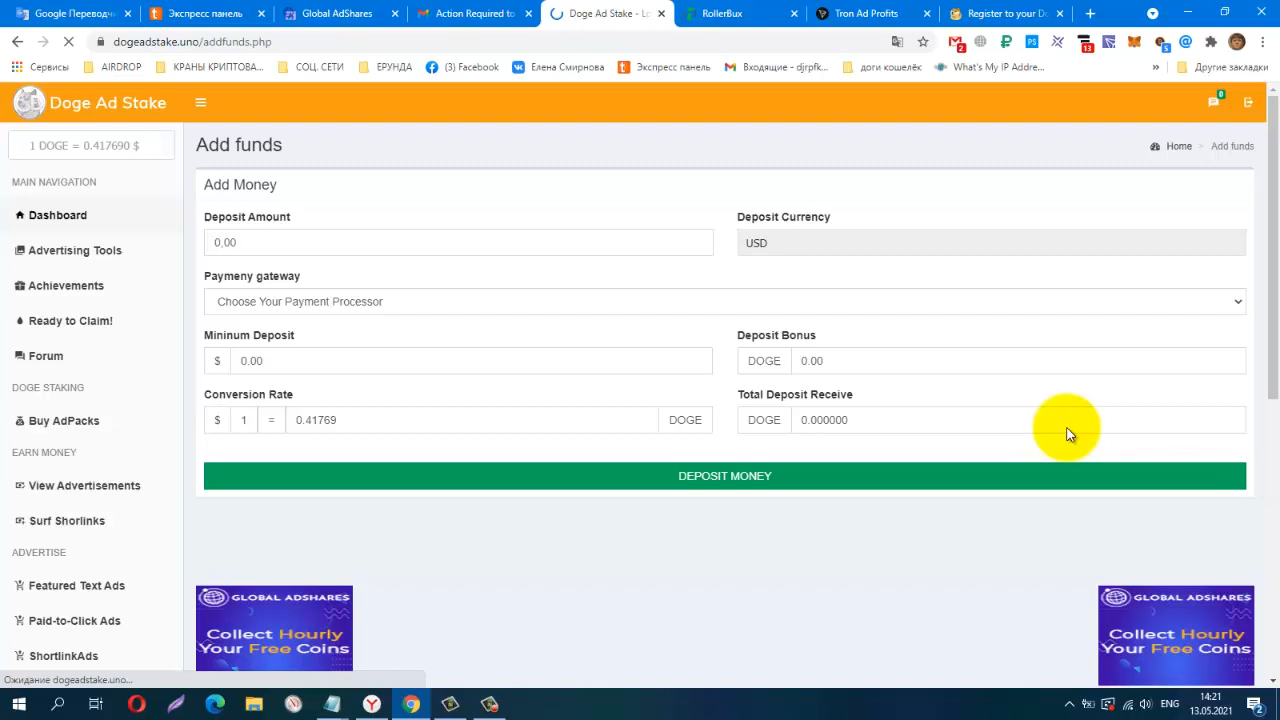 Google Переводч
Экспресс панель
Global AdShares
Action Required to
Doge Ad Stake - Lo
RollerBux
Tron Ad Profits
Register to your Do
dogeadstake.uno/addfunds.php
2
13
5
Сервисы
AIRDROP
КРАНЫ КРИПТОВА...
СОЦ. СЕТИ
ЕРУНДА
(3) Facebook
Елена Смирнова
Экспресс панель
Входящие - djrpfk...
доги кошелёк
What's My IP Addre...
»
Другие закладки
Doge Ad Stake
0
1 DOGE = 0.417690 $
Add funds
Home > Add funds
MAIN NAVIGATION
Dashboard
Advertising Tools
Achievements
Ready to Claim!
Forum
DOGE STAKING
Buy AdPacks
EARN MONEY
View Advertisements
Surf Shorlinks
ADVERTISE
Featured Text Ads
Paid-to-Click Ads
ShortlinkAds
Add Money
Deposit Amount
0,00
Deposit Currency
USD
Paymeny gateway
Choose Your Payment Processor
Mininum Deposit
$ 0.00
Deposit Bonus
DOGE 0.00
Conversion Rate
$ 1 = 0.41769 DOGE
Total Deposit Receive
DOGE 0.000000
DEPOSIT MONEY
GLOBAL ADSHARES
Collect Hourly
Your Free Coins
GLOBAL ADSHARES
Collect Hourly
Your Free Coins
Ожидание dogeadstake.uno...
ENG
14:21
13.05.2021
2